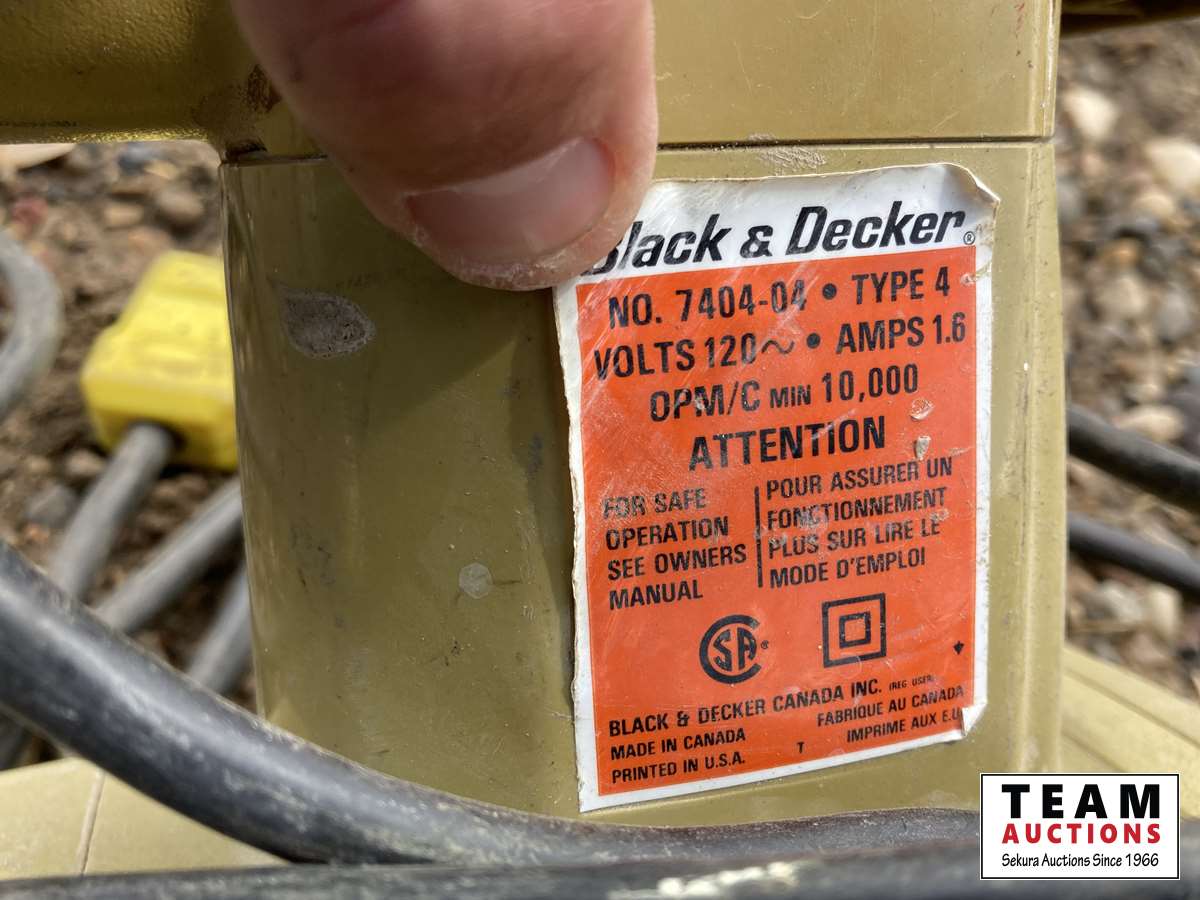 Black & Decker®
NO. 7404-04 • TYPE 4
VOLTS 120~ • AMPS 1.6
OPM/C MIN 10,000
ATTENTION
FOR SAFE
OPERATION
SEE OWNERS
MANUAL
POUR ASSURER UN
FONCTIONNEMENT
PLUS SUR LIRE LE
MODE D'EMPLOI
CSA®
BLACK & DECKER CANADA INC. (REG USER)
MADE IN CANADA
PRINTED IN U.S.A.
T
FABRIQUE AU CANADA
IMPRIME AUX E.U
TEAM
AUCTIONS
Sekura Auctions Since 1966